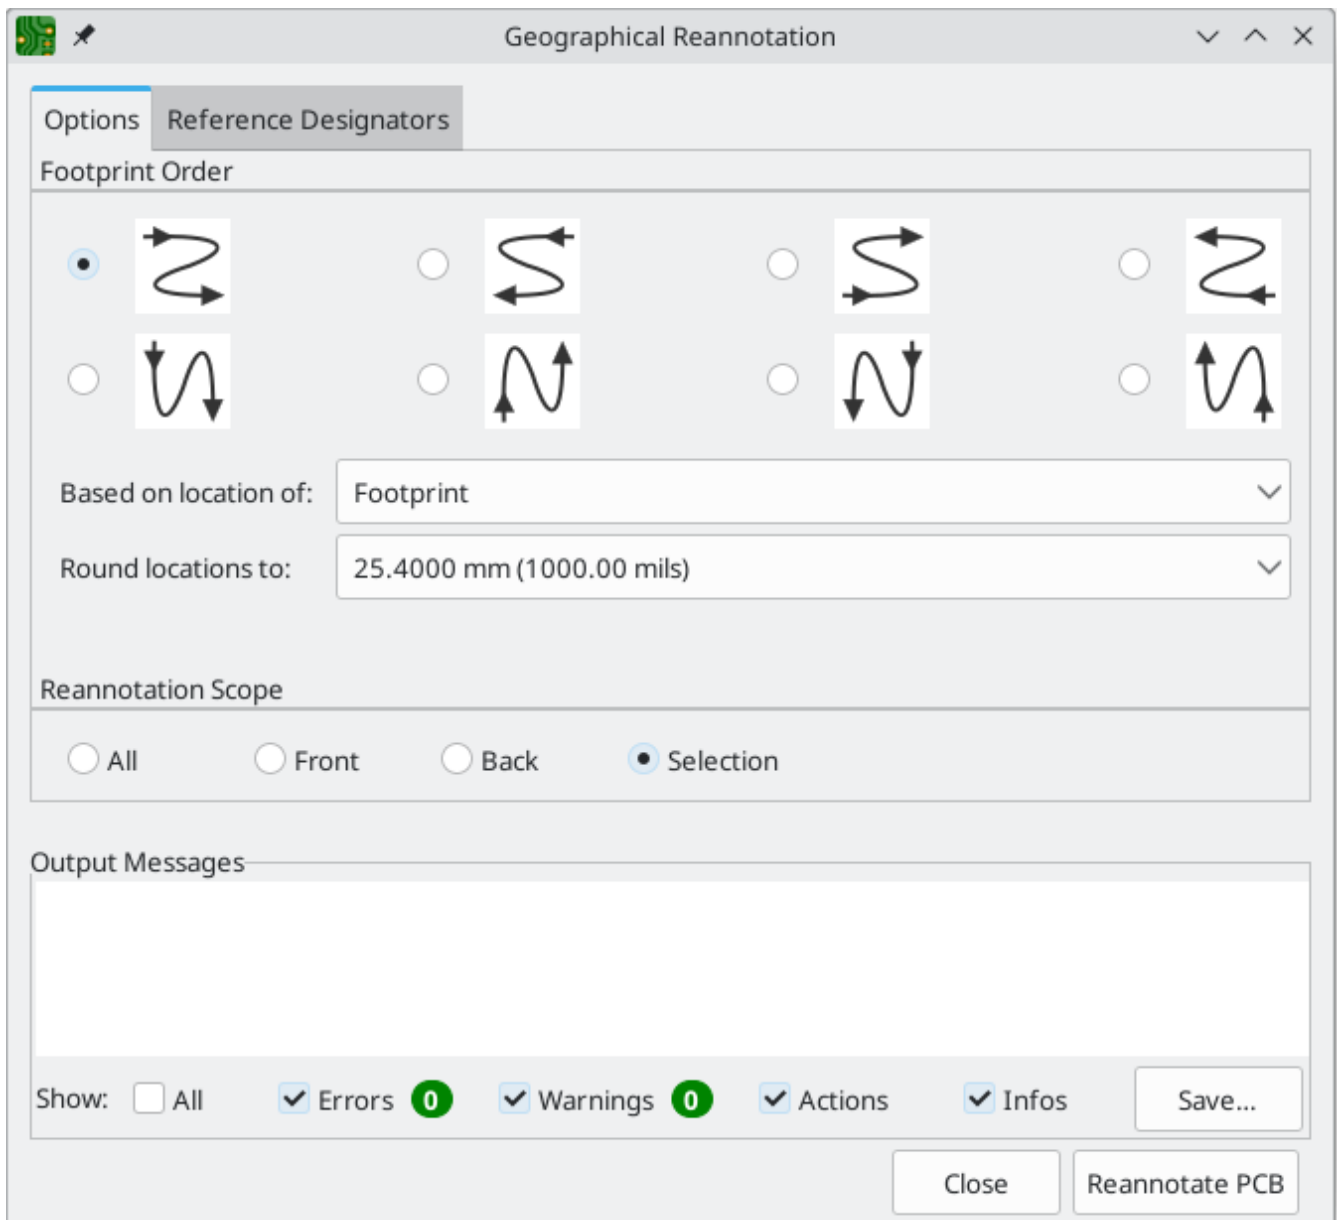 Geographical Reannotation
Options Reference Designators
Footprint Order
Based on location of: Footprint
Round locations to: 25.4000 mm (1000.00 mils)
Reannotation Scope
All Front Back Selection
Output Messages
Show: All Errors 0 Warnings 0 Actions Infos Save...
Close Reannotate PCB